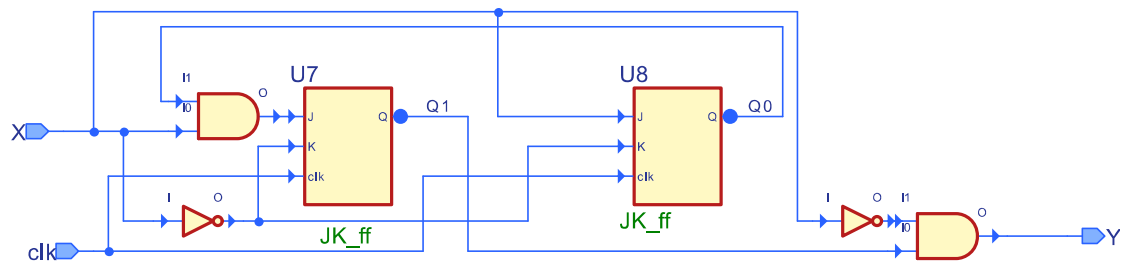 U7
U8
I1
O
I0
J
Q
Q1
J
Q
Q0
X
K
K
clk
clk
I
O
I
O
I1
O
I0
JK_ff
JK_ff
clk
Y